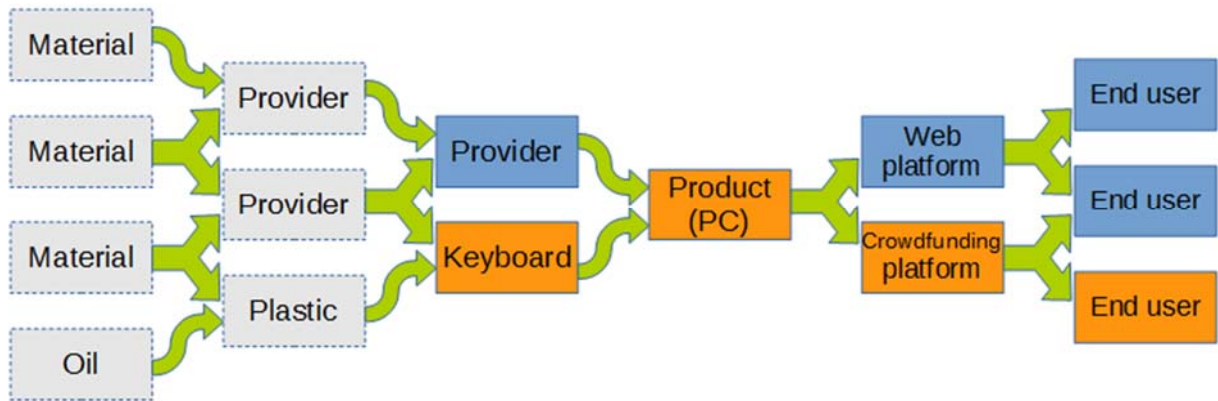 Material
Material
Material
Oil
Provider
Provider
Plastic
Provider
Keyboard
Product
(PC)
Web
platform
Crowdfunding
platform
End user
End user
End user